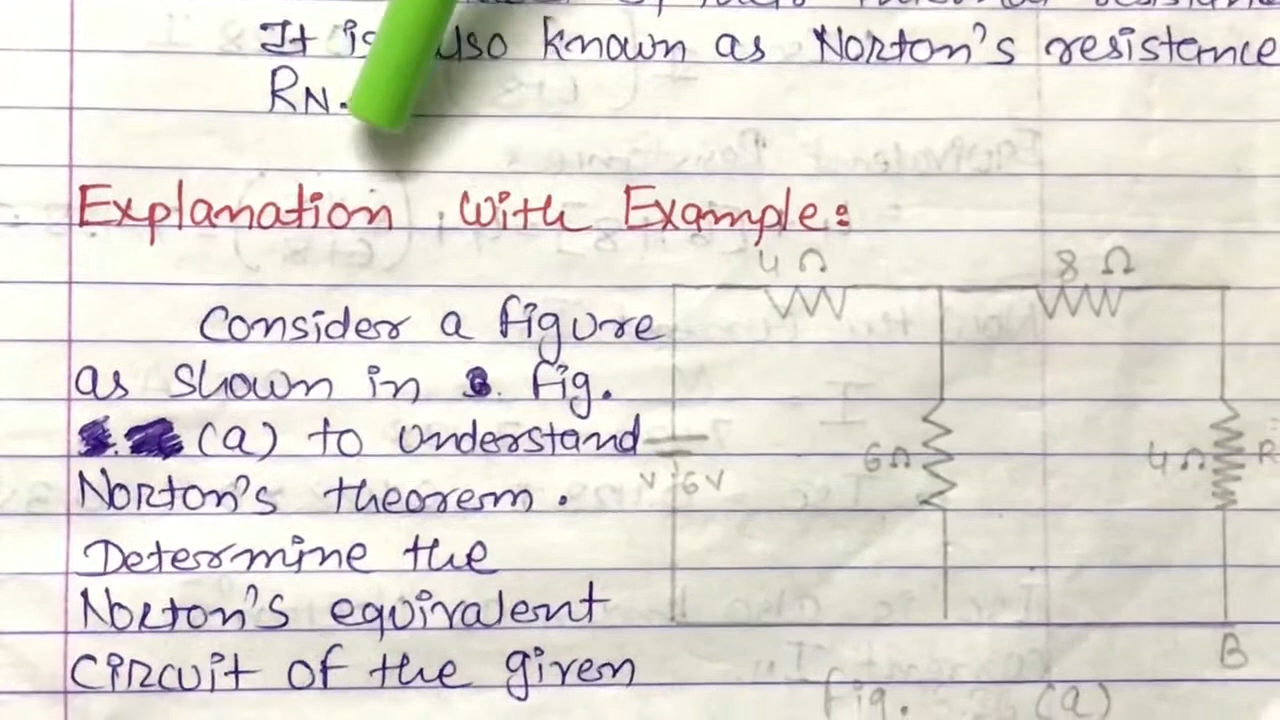 It is also known as Norton's resistence
RN.
Explanation with Example:
4 Ω
8 Ω
Consider a figure
as shown in fig.
(a) to understand
6Ω
4 Ω
R
V 6V
Norton's theorem.
Determine the
Norton's equivalent
circuit of the given
B
fig. (a)